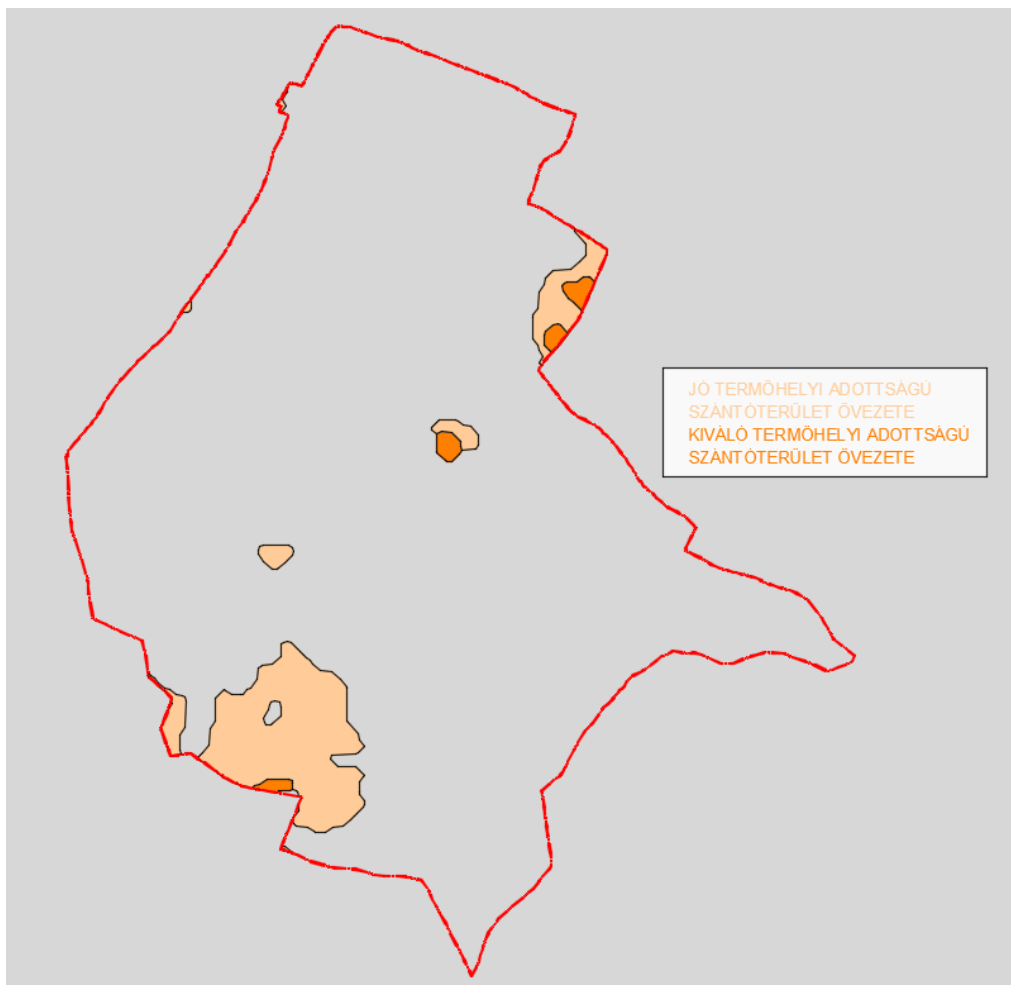 JÓ TERMŐHELYI ADOTTSÁGÚ
SZÁNTÓTERÜLET ÖVEZETE
KIVÁLÓ TERMŐHELYI ADOTTSÁGÚ
SZÁNTÓTERÜLET ÖVEZETE